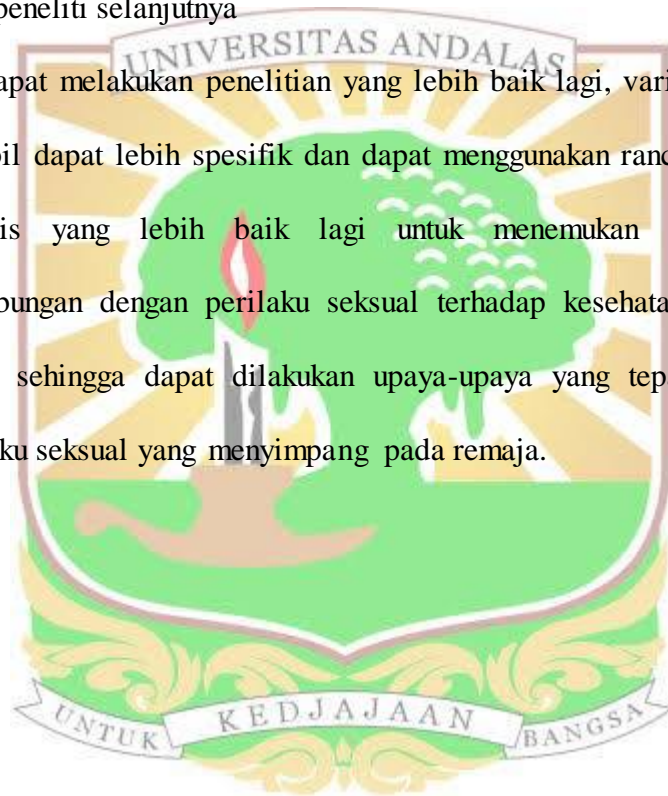 peneliti selanjutnya
UNIVERSITAS ANDALAS
apat melakukan penelitian yang lebih baik lagi, vari
bil dapat lebih spesifik dan dapat menggunakan ranc
is yang lebih baik lagi untuk menemukan
bungan dengan perilaku seksual terhadap kesehata
sehingga dapat dilakukan upaya-upaya yang tep
ku seksual yang menyimpang pada remaja.
UNTUK KEDJAJAAN BANGSA